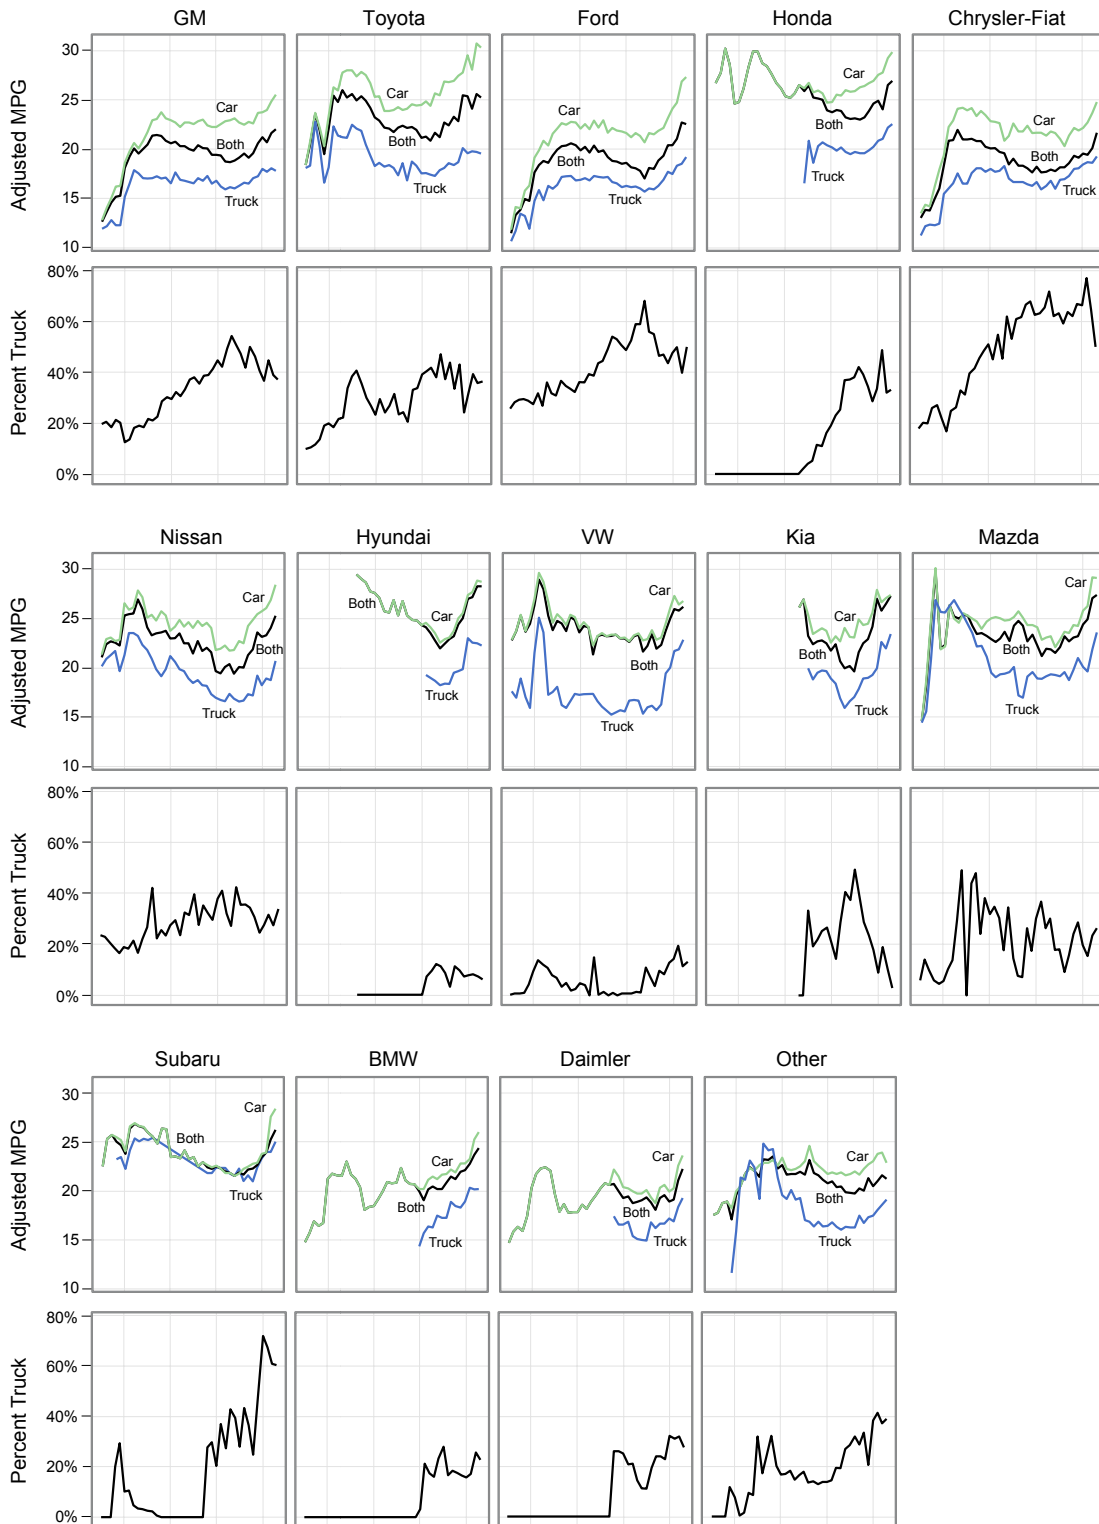 GM Toyota Ford Honda Chrysler-Fiat
Adjusted MPG
30
25
20
15
10
Car
Both
Truck
Car
Both
Truck
Car
Both
Truck
Car
Both
Truck
Car
Both
Truck
Percent Truck
80%
60%
40%
20%
0%
Nissan Hyundai VW Kia Mazda
Adjusted MPG
30
25
20
15
10
Car
Both
Truck
Both
Car
Truck
Car
Both
Truck
Car
Both
Truck
Car
Both
Truck
Percent Truck
80%
60%
40%
20%
0%
Subaru BMW Daimler Other
Adjusted MPG
30
25
20
15
10
Car
Both
Truck
Car
Both
Truck
Car
Both
Truck
Car
Both
Truck
Percent Truck
80%
60%
40%
20%
0%